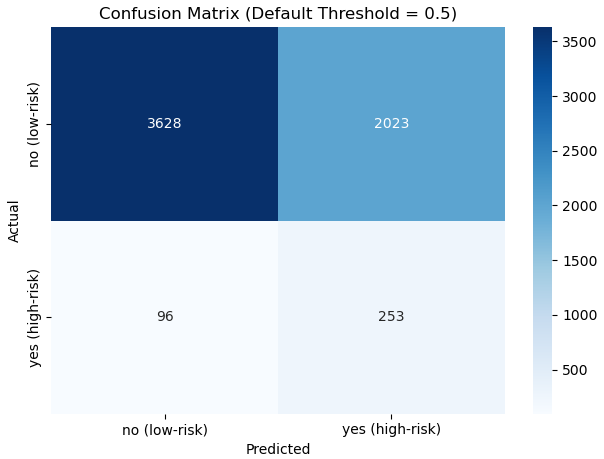 Confusion Matrix (Default Threshold = 0.5)
Actual
no (low-risk)
3628
2023
yes (high-risk)
96
253
no (low-risk)
yes (high-risk)
Predicted
3500
3000
2500
2000
1500
1000
500